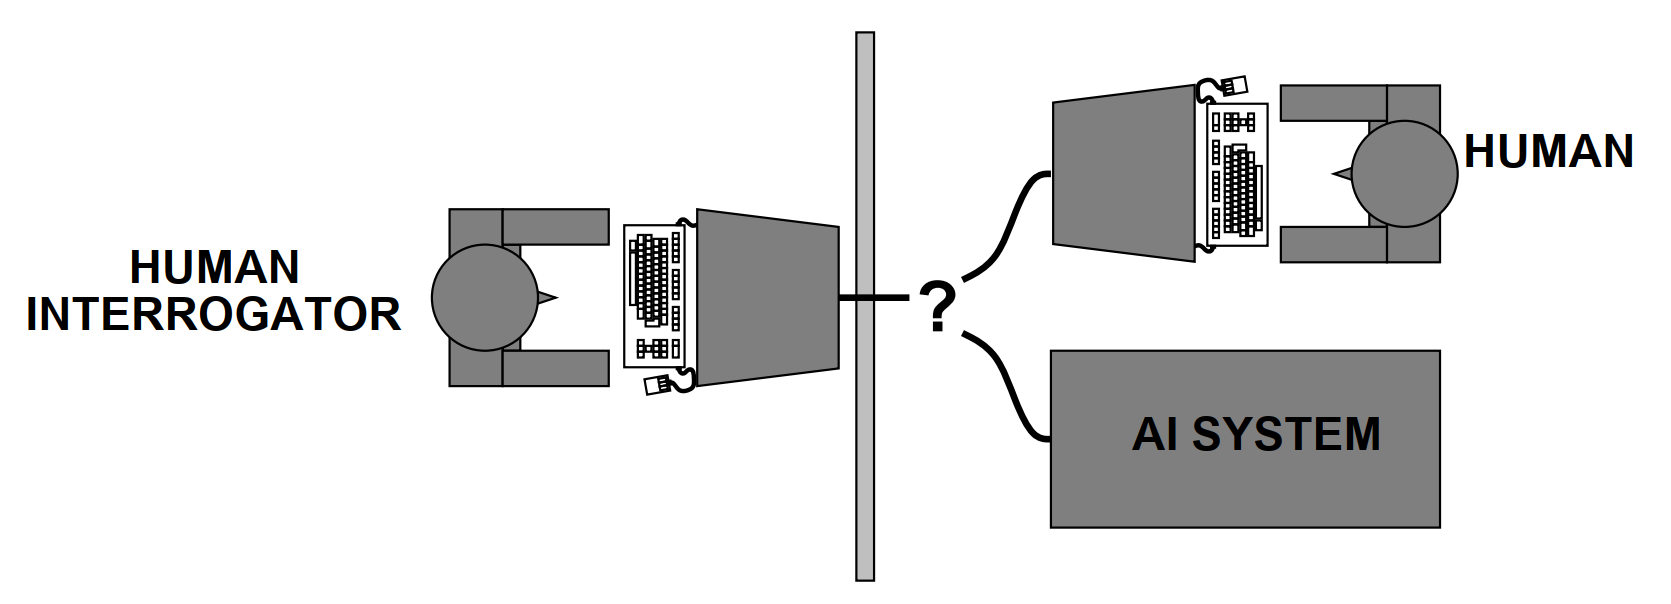 HUMAN
INTERROGATOR
?
HUMAN
AI SYSTEM